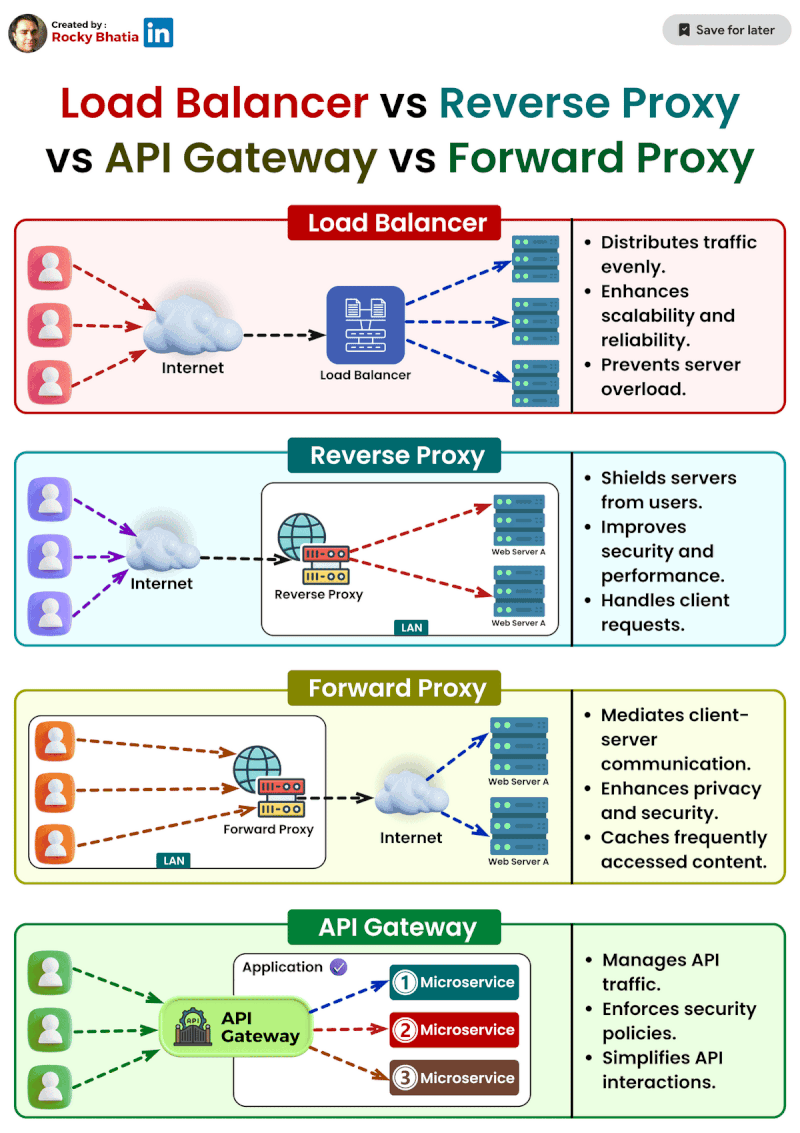 Created by :
Rocky Bhatia
in
Save for later
Load Balancer vs Reverse Proxy
vs API Gateway vs Forward Proxy
Load Balancer
Internet
Load Balancer
• Distributes traffic
evenly.
• Enhances
scalability and
reliability.
• Prevents server
overload.
Reverse Proxy
Internet
Reverse Proxy
Web Server A
Web Server A
LAN
• Shields servers
from users.
• Improves
security and
performance.
• Handles client
requests.
Forward Proxy
Forward Proxy
LAN
Internet
Web Server A
Web Server A
• Mediates client-
server
communication.
• Enhances privacy
and security.
• Caches frequently
accessed content.
API Gateway
Application
API
API
Gateway
1 Microservice
2 Microservice
3 Microservice
• Manages API
traffic.
• Enforces security
policies.
• Simplifies API
interactions.